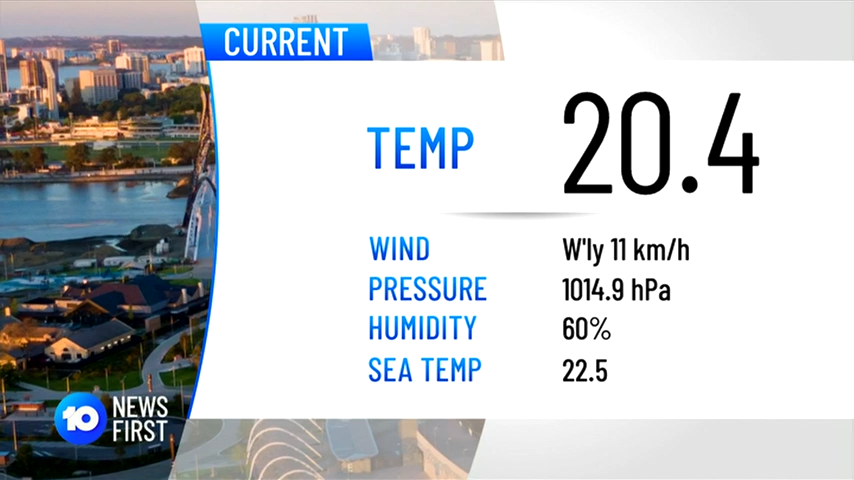 CURRENT
TEMP 20.4
WIND W'ly 11 km/h
PRESSURE 1014.9 hPa
HUMIDITY 60%
SEA TEMP 22.5
10 NEWS
FIRST